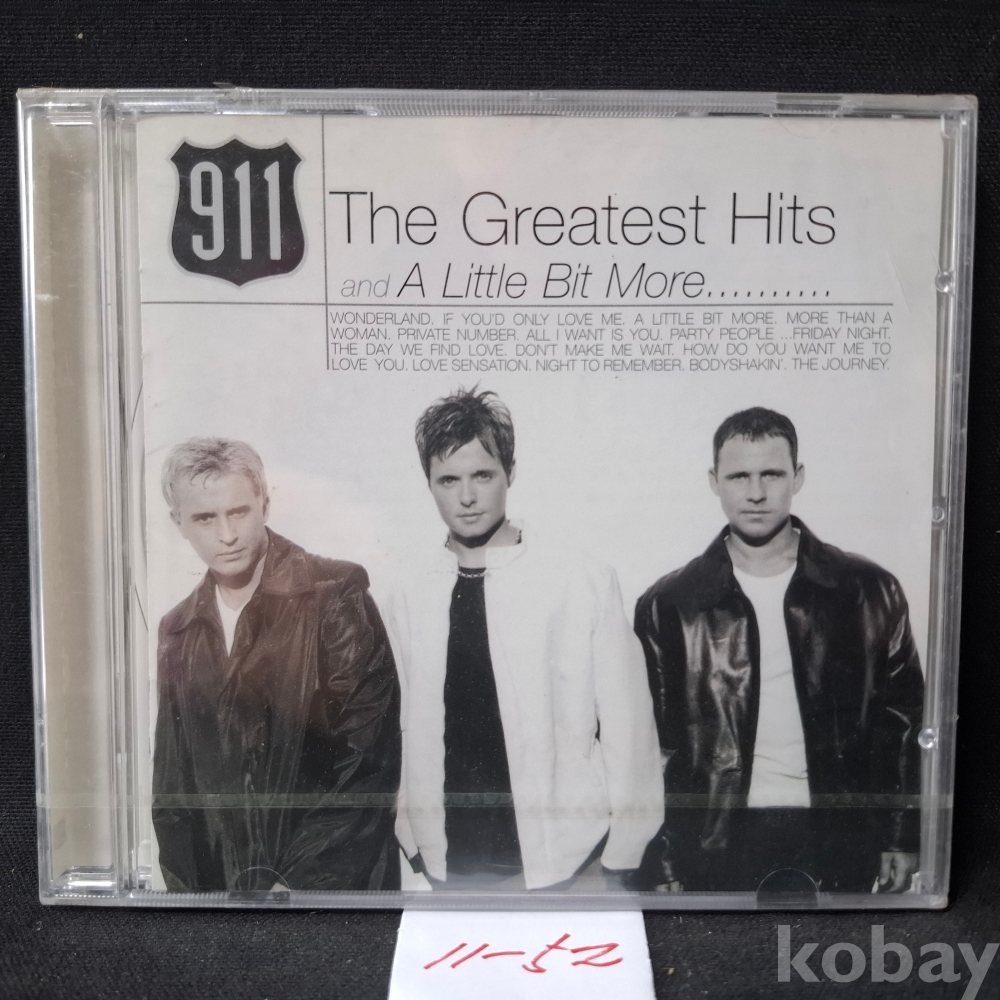 911
The Greatest Hits
and A Little Bit More..........
WONDERLAND. IF YOU'D ONLY LOVE ME. A LITTLE BIT MORE. MORE THAN A
WOMAN. PRIVATE NUMBER. ALL I WANT IS YOU. PARTY PEOPLE ...FRIDAY NIGHT.
THE DAY WE FIND LOVE. DON'T MAKE ME WAIT. HOW DO YOU WANT ME TO
LOVE YOU. LOVE SENSATION. NIGHT TO REMEMBER. BODYSHAKIN'. THE JOURNEY.
11-52
kobay